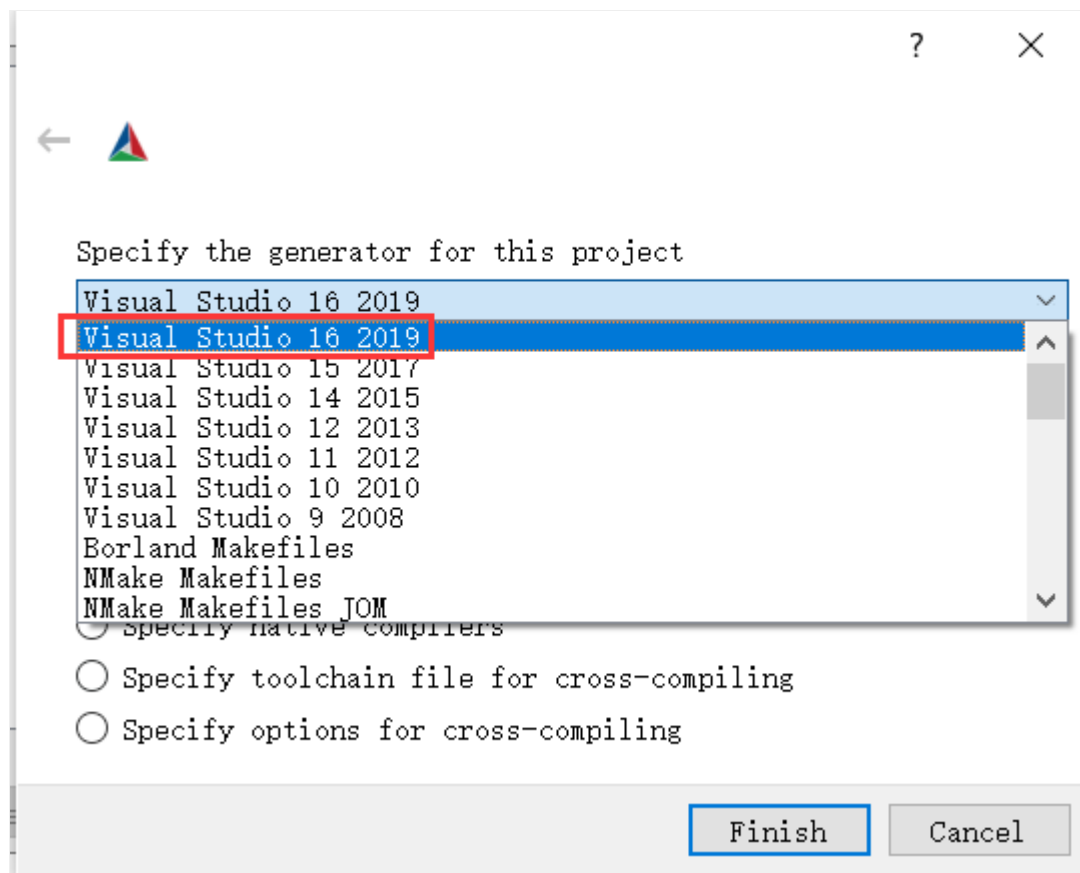 ?
Specify the generator for this project
Visual Studio 16 2019
Visual Studio 16 2019
Visual Studio 15 2017
Visual Studio 14 2015
Visual Studio 12 2013
Visual Studio 11 2012
Visual Studio 10 2010
Visual Studio 9 2008
Borland Makefiles
NMake Makefiles
NMake Makefiles JOM
Specify native compilers
Specify toolchain file for cross-compiling
Specify options for cross-compiling
Finish Cancel